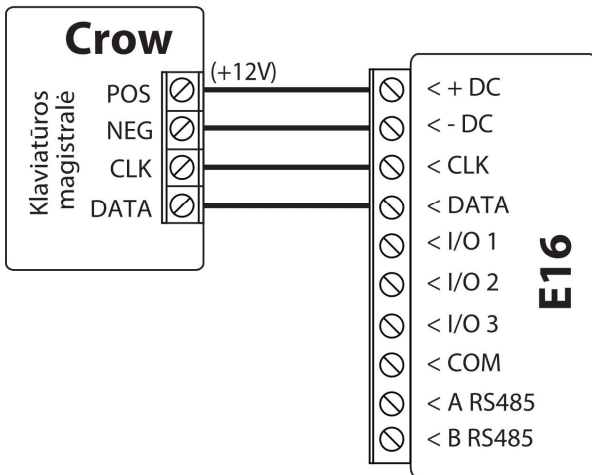 Crow
Klaviatūros
magistralė
POS
NEG
CLK
DATA
(+12V)
< + DC
< - DC
< CLK
< DATA
< I/O 1
< I/O 2
< I/O 3
< COM
< A RS485
< B RS485
E16